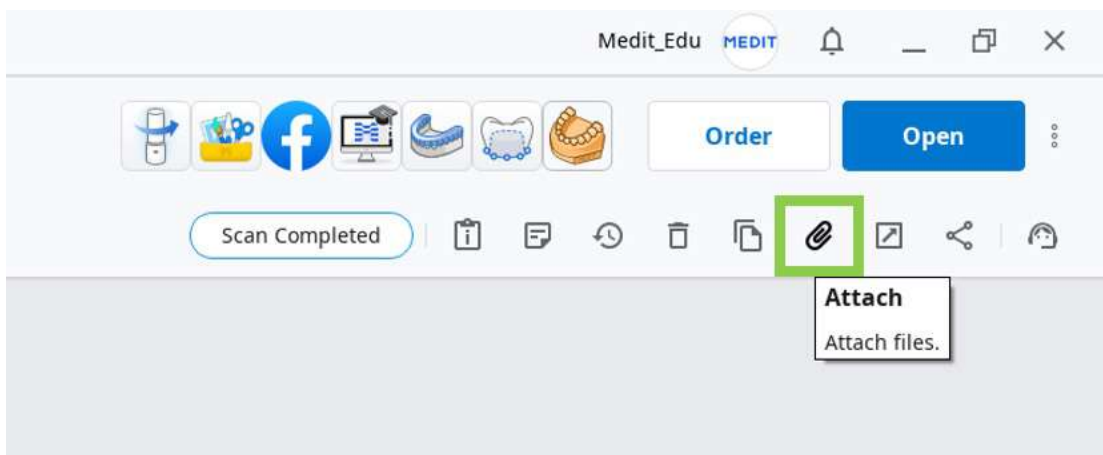 Medit_Edu MEDIT
Order Open
Scan Completed
Attach
Attach files.